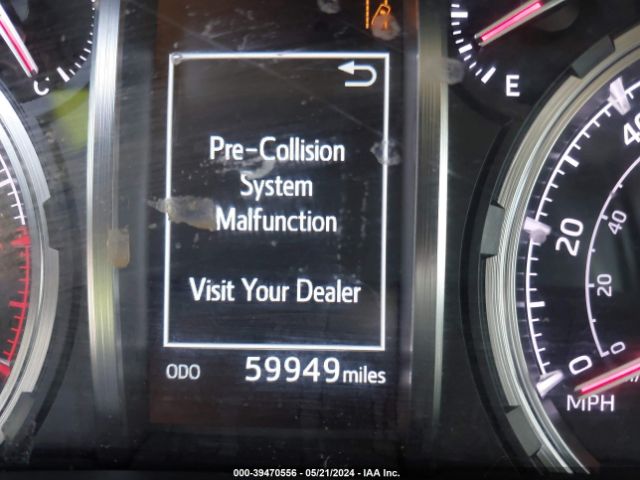 C
E
Pre-Collision
System
Malfunction
Visit Your Dealer
ODO 59949 miles
40
20
0
40
20
0
MPH
000-39470556 - 05/21/2024 - IAA Inc.